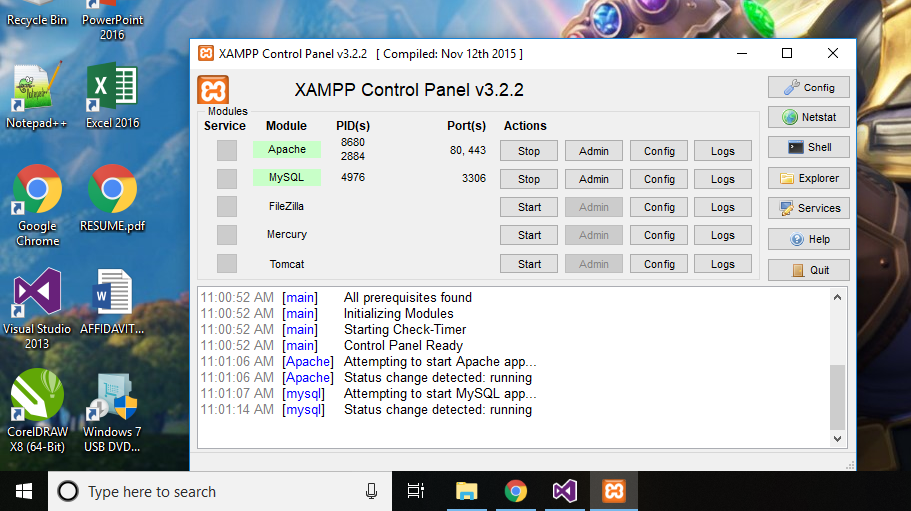 Recycle Bin
PowerPoint
2016
Notepad++
Excel 2016
Google
Chrome
RESUME.pdf
Visual Studio
2013
AFFIDAVIT...
CorelDRAW
X8 (64-Bit)
Windows 7
USB DVD...
XAMPP Control Panel v3.2.2 [ Compiled: Nov 12th 2015 ]
XAMPP Control Panel v3.2.2
Modules
Service Module PID(s) Port(s) Actions
Apache 8680 2884 80, 443 Stop Admin Config Logs
MySQL 4976 3306 Stop Admin Config Logs
FileZilla Start Admin Config Logs
Mercury Start Admin Config Logs
Tomcat Start Admin Config Logs
Config
Netstat
Shell
Explorer
Services
Help
Quit
11:00:52 AM [main] All prerequisites found
11:00:52 AM [main] Initializing Modules
11:00:52 AM [main] Starting Check-Timer
11:00:52 AM [main] Control Panel Ready
11:01:06 AM [Apache] Attempting to start Apache app...
11:01:06 AM [Apache] Status change detected: running
11:01:07 AM [mysql] Attempting to start MySQL app...
11:01:14 AM [mysql] Status change detected: running
Type here to search